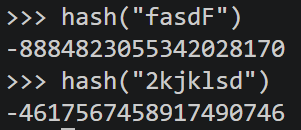 >>> hash("fasdF")
-8884823055342028170
>>> hash("2kjklsd")
-4617567458917490746